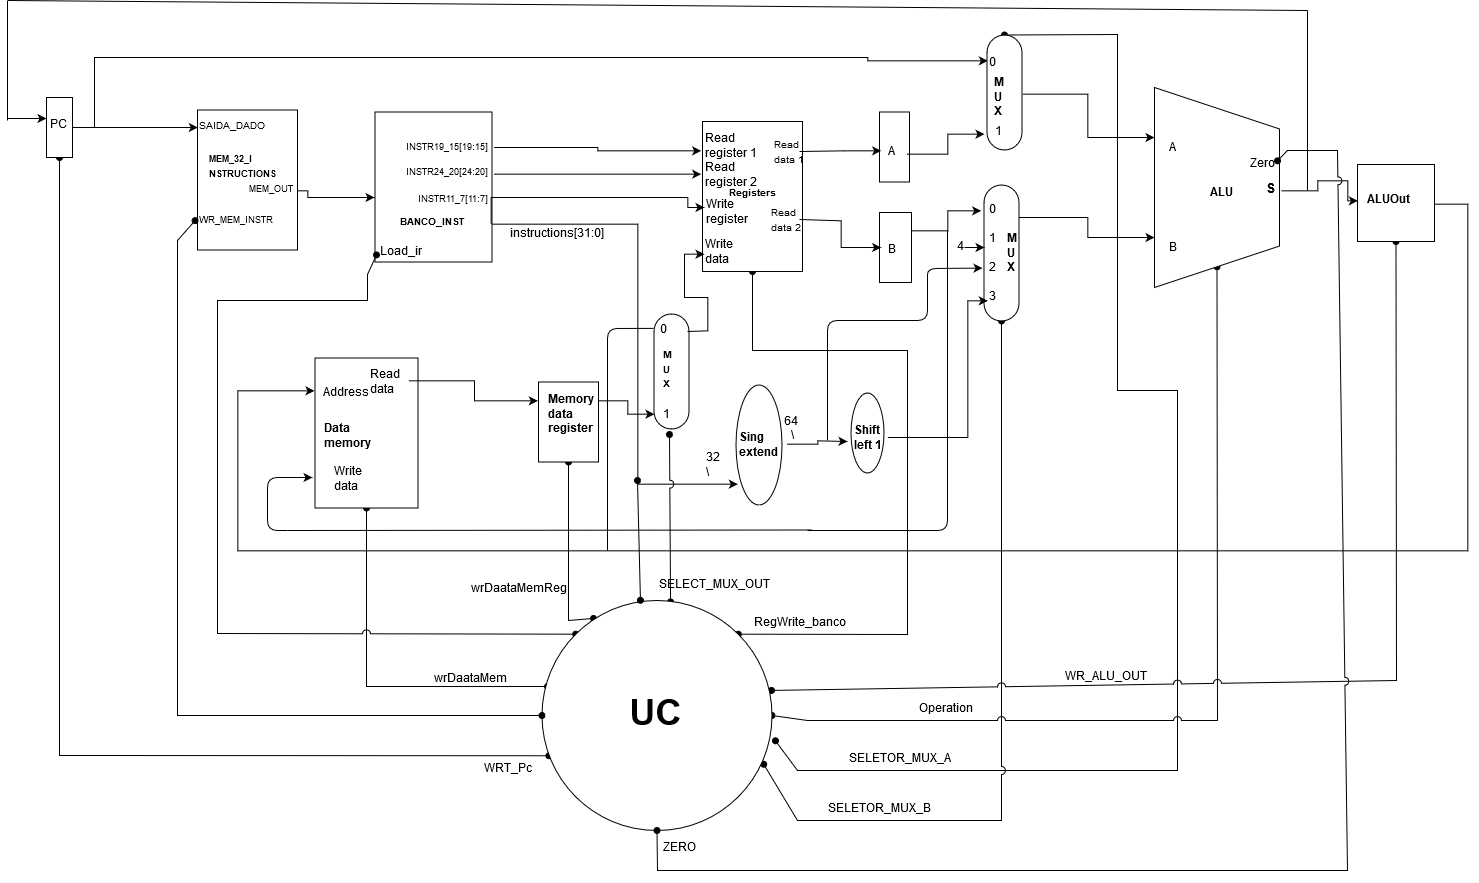 PC
SAIDA_DADO
MEM_32_I
NSTRUCTIONS
MEM_OUT
WR_MEM_INSTR
INSTR19_15[19:15]
INSTR24_20[24:20]
INSTR11_7[11:7]
BANCO_INST
Load_ir
instructions[31:0]
Read
register 1
Read
register 2
Registers
Write
register
Write
data
Read
data 1
Read
data 2
A
B
0
M
U
X
1
0
1
4
2
3
M
U
X
A
B
ALU
Zero
S
ALUOut
0
M
U
X
1
Address
Read
data
Data
memory
Write
data
Memory
data
register
32
\
Sing
extend
64
\
Shift
left 1
wrDaataMemReg
SELECT_MUX_OUT
RegWrite_banco
wrDaataMem
WR_ALU_OUT
UC
Operation
WRT_Pc
SELETOR_MUX_A
SELETOR_MUX_B
ZERO